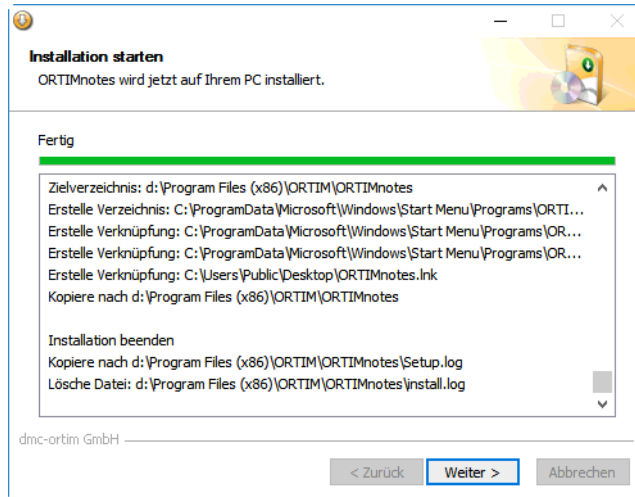 Installation starten
ORTIMnotes wird jetzt auf Ihrem PC installiert.
Fertig
Zielverzeichnis: d:\Program Files (x86)\ORTIM\ORTIMnotes
Erstelle Verzeichnis: C:\ProgramData\Microsoft\Windows\Start Menu\Programs\ORTI...
Erstelle Verknüpfung: C:\ProgramData\Microsoft\Windows\Start Menu\Programs\OR...
Erstelle Verknüpfung: C:\ProgramData\Microsoft\Windows\Start Menu\Programs\OR...
Erstelle Verknüpfung: C:\Users\Public\Desktop\ORTIMnotes.lnk
Kopiere nach d:\Program Files (x86)\ORTIM\ORTIMnotes
Installation beenden
Kopiere nach d:\Program Files (x86)\ORTIM\ORTIMnotes\Setup.log
Lösche Datei: d:\Program Files (x86)\ORTIM\ORTIMnotes\install.log
dmc-ortim GmbH
< Zurück Weiter > Abbrechen